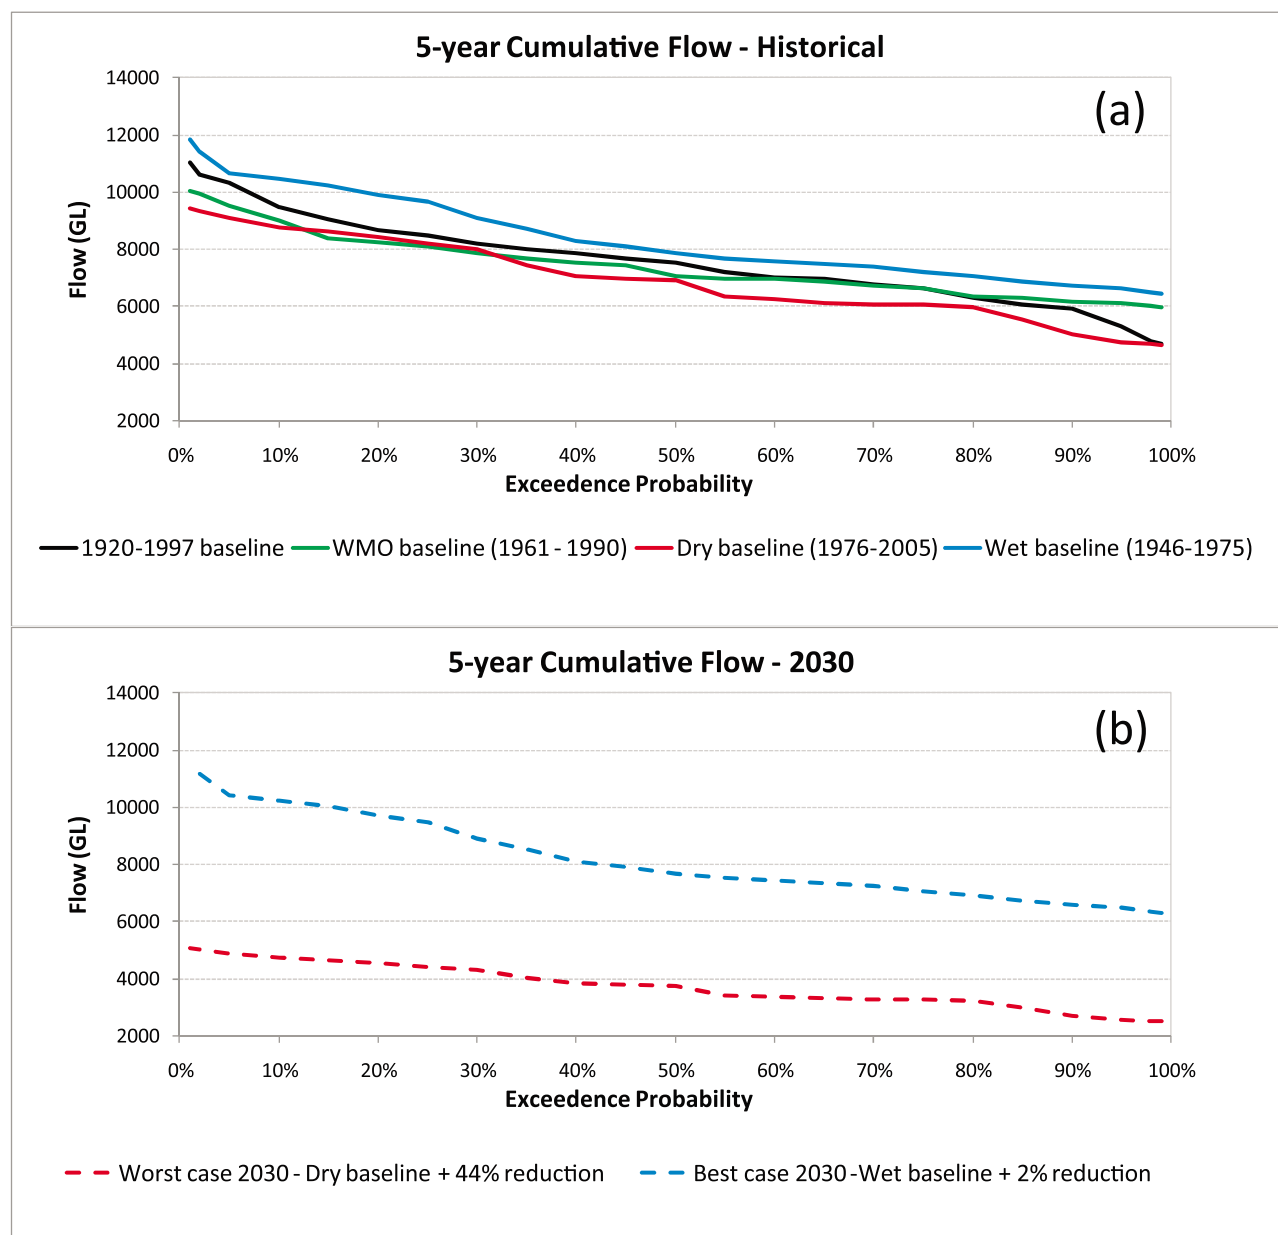 5-year Cumulative Flow - Historical
(a)
14000
12000
10000
8000
6000
4000
2000
Flow (GL)
0% 10% 20% 30% 40% 50% 60% 70% 80% 90% 100%
Exceedence Probability
1920-1997 baseline WMO baseline (1961 - 1990) Dry baseline (1976-2005) Wet baseline (1946-1975)
5-year Cumulative Flow - 2030
(b)
14000
12000
10000
8000
6000
4000
2000
Flow (GL)
0% 10% 20% 30% 40% 50% 60% 70% 80% 90% 100%
Exceedence Probability
Worst case 2030 - Dry baseline + 44% reduction Best case 2030 -Wet baseline + 2% reduction